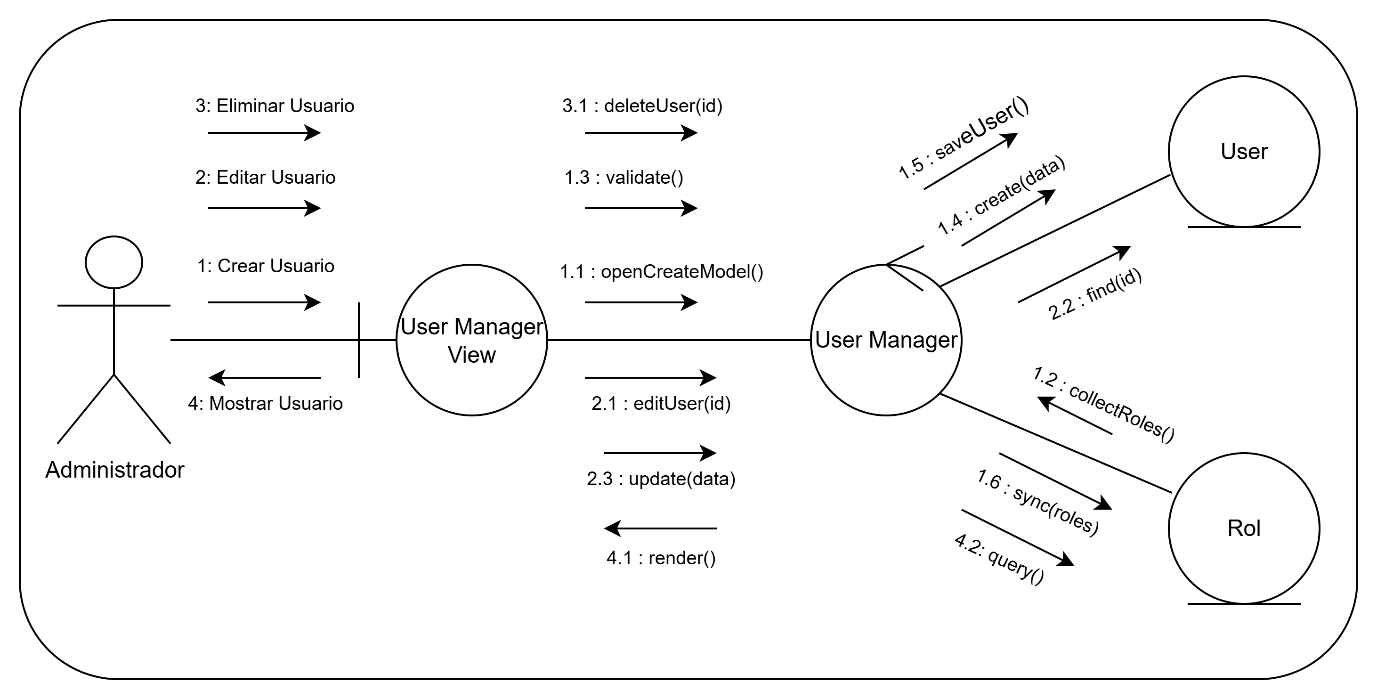 3: Eliminar Usuario
2: Editar Usuario
1: Crear Usuario
4: Mostrar Usuario
Administrador
User Manager
View
3.1 : deleteUser(id)
1.3 : validate()
1.1 : openCreateModel()
2.1 : editUser(id)
2.3 : update(data)
4.1 : render()
User Manager
1.5 : saveUser()
1.4 : create(data)
2.2 : find(id)
1.2 : collectRoles()
1.6 : sync(roles)
4.2: query()
User
Rol